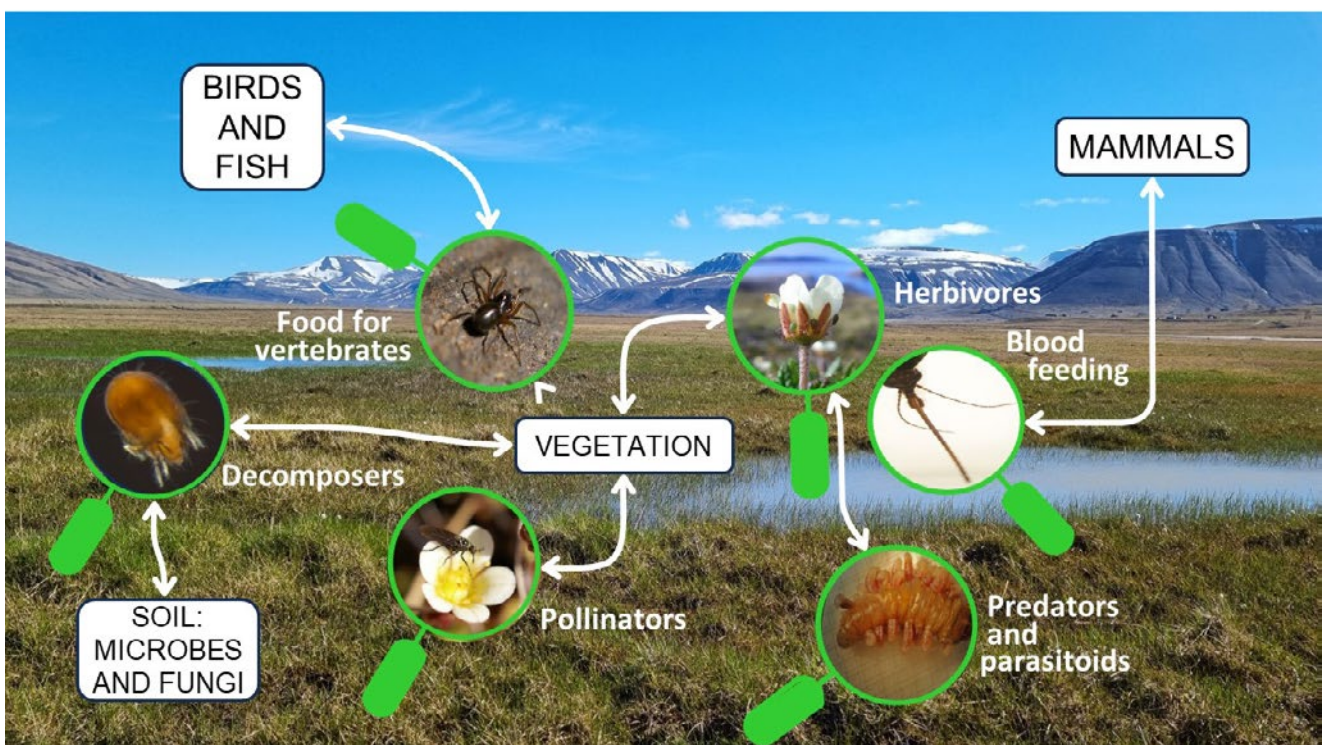 BIRDS
AND
FISH
MAMMALS
Herbivores
Food for
vertebrates
Blood
feeding
VEGETATION
Decomposers
Pollinators
SOIL:
MICROBES
AND FUNGI
Predators
and
parasitoids